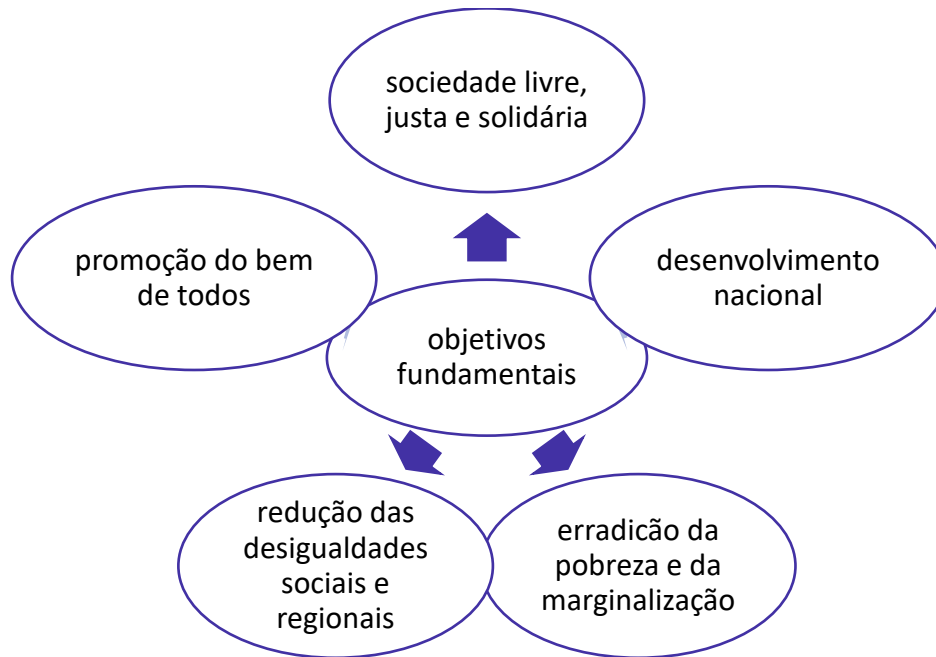 sociedade livre,
justa e solidária
promoção do bem
de todos
desenvolvimento
nacional
objetivos
fundamentais
redução das
desigualdades
sociais e
regionais
erradicão da
pobreza e da
marginalização